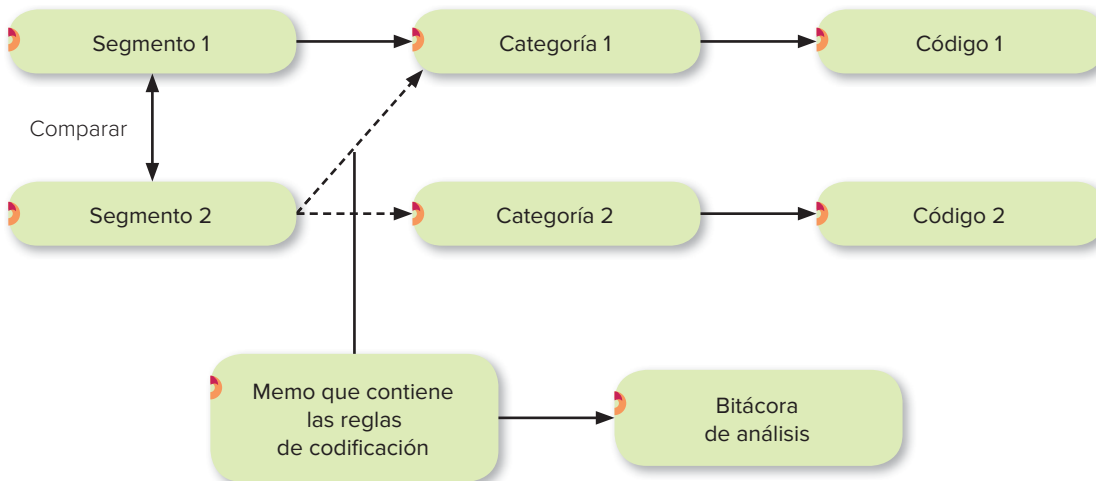 Segmento 1
Categoría 1
Código 1
Comparar
Segmento 2
Categoría 2
Código 2
Memo que contiene
las reglas
de codificación
Bitácora
de análisis